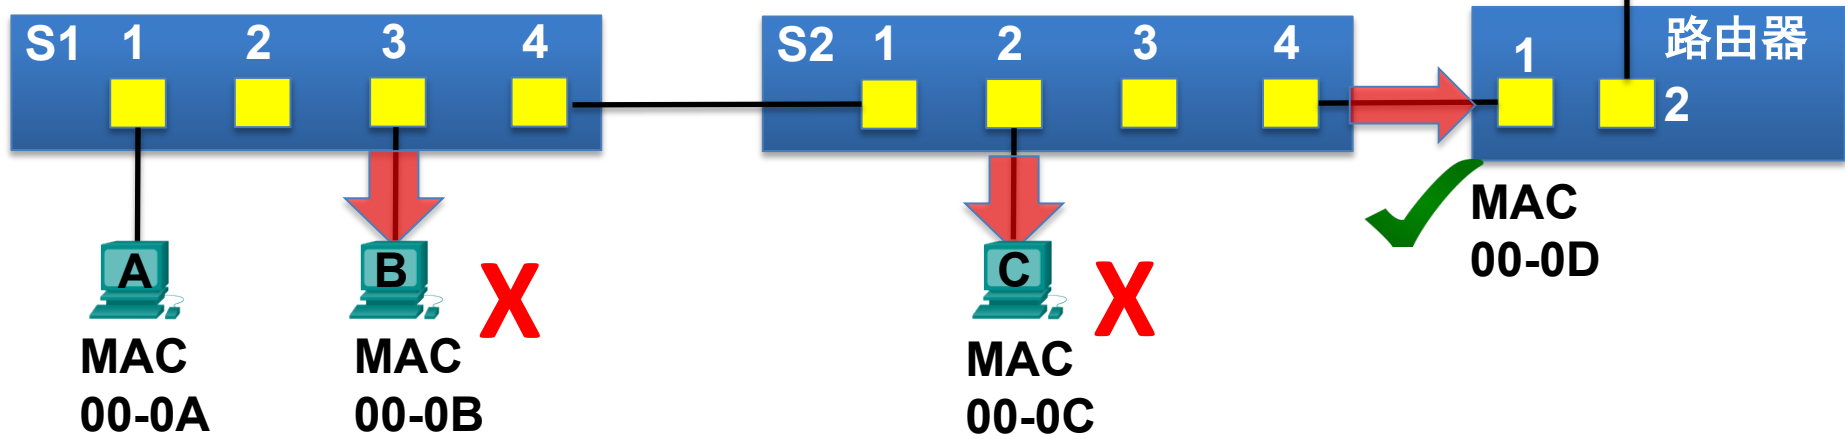 S1 1 2 3 4
S2 1 2 3 4
路由器
1
2
A
B
X
C
X
MAC
00-0A
MAC
00-0B
MAC
00-0C
MAC
00-0D